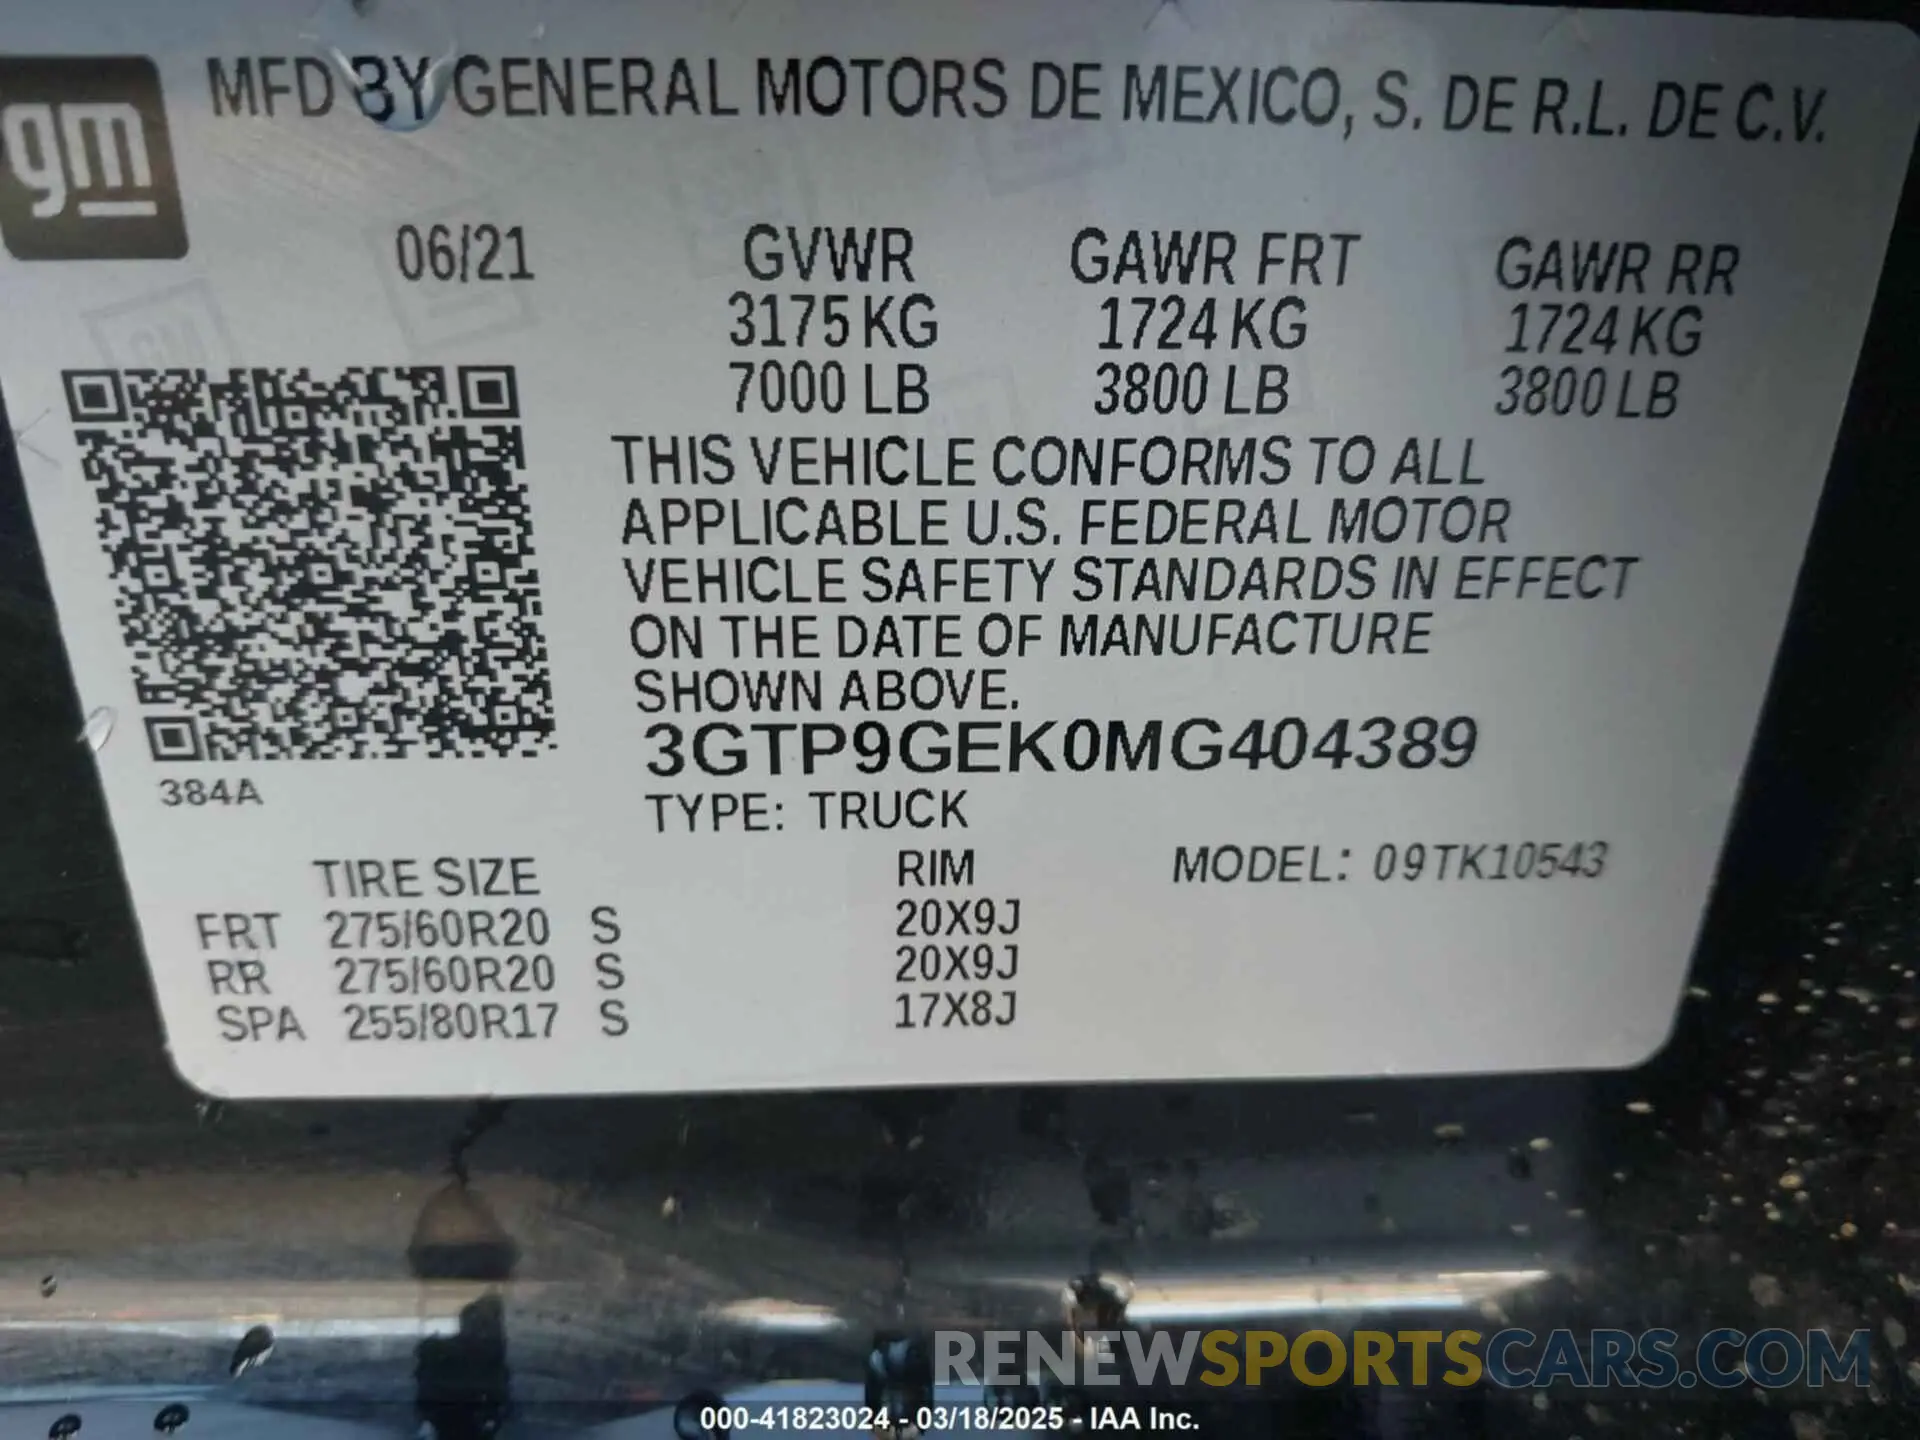 gm
MFD BY GENERAL MOTORS DE MEXICO, S. DE R.L. DE C.V.
06/21 GVWR GAWR FRT GAWR RR
3175 KG 1724 KG 1724 KG
7000 LB 3800 LB 3800 LB
THIS VEHICLE CONFORMS TO ALL
APPLICABLE U.S. FEDERAL MOTOR
VEHICLE SAFETY STANDARDS IN EFFECT
ON THE DATE OF MANUFACTURE
SHOWN ABOVE.
3GTP9GEK0MG404389
384A
TYPE: TRUCK
TIRE SIZE RIM MODEL: 09TK10543
FRT 275/60R20 S 20X9J
RR 275/60R20 S 20X9J
SPA 255/80R17 S 17X8J
RENEWSPORTSCARS.COM
000-41823024 - 03/18/2025 - IAA Inc.